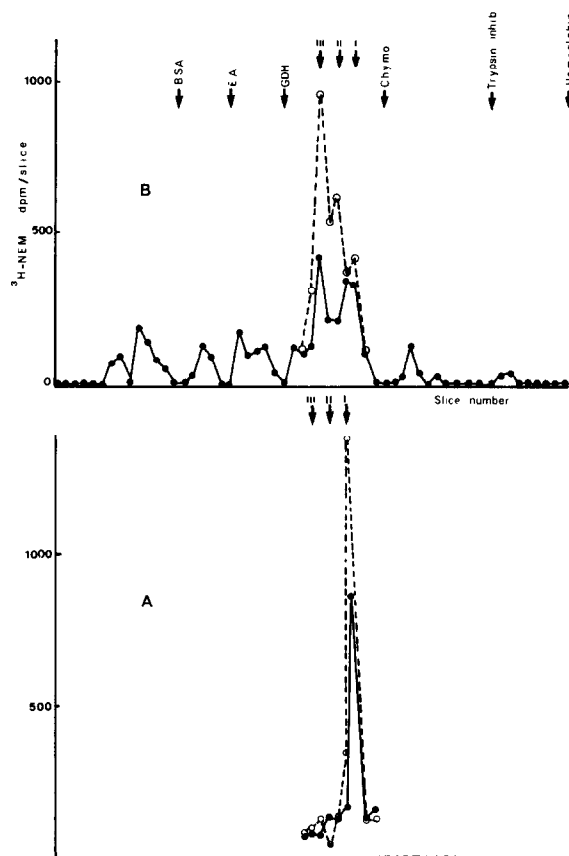 III II I
BSA
EA
GDH
Chymo
Trypsin inhib
1000
B
500
³H-NEM dpm/slice
0
Slice number
III II I
1000
A
500